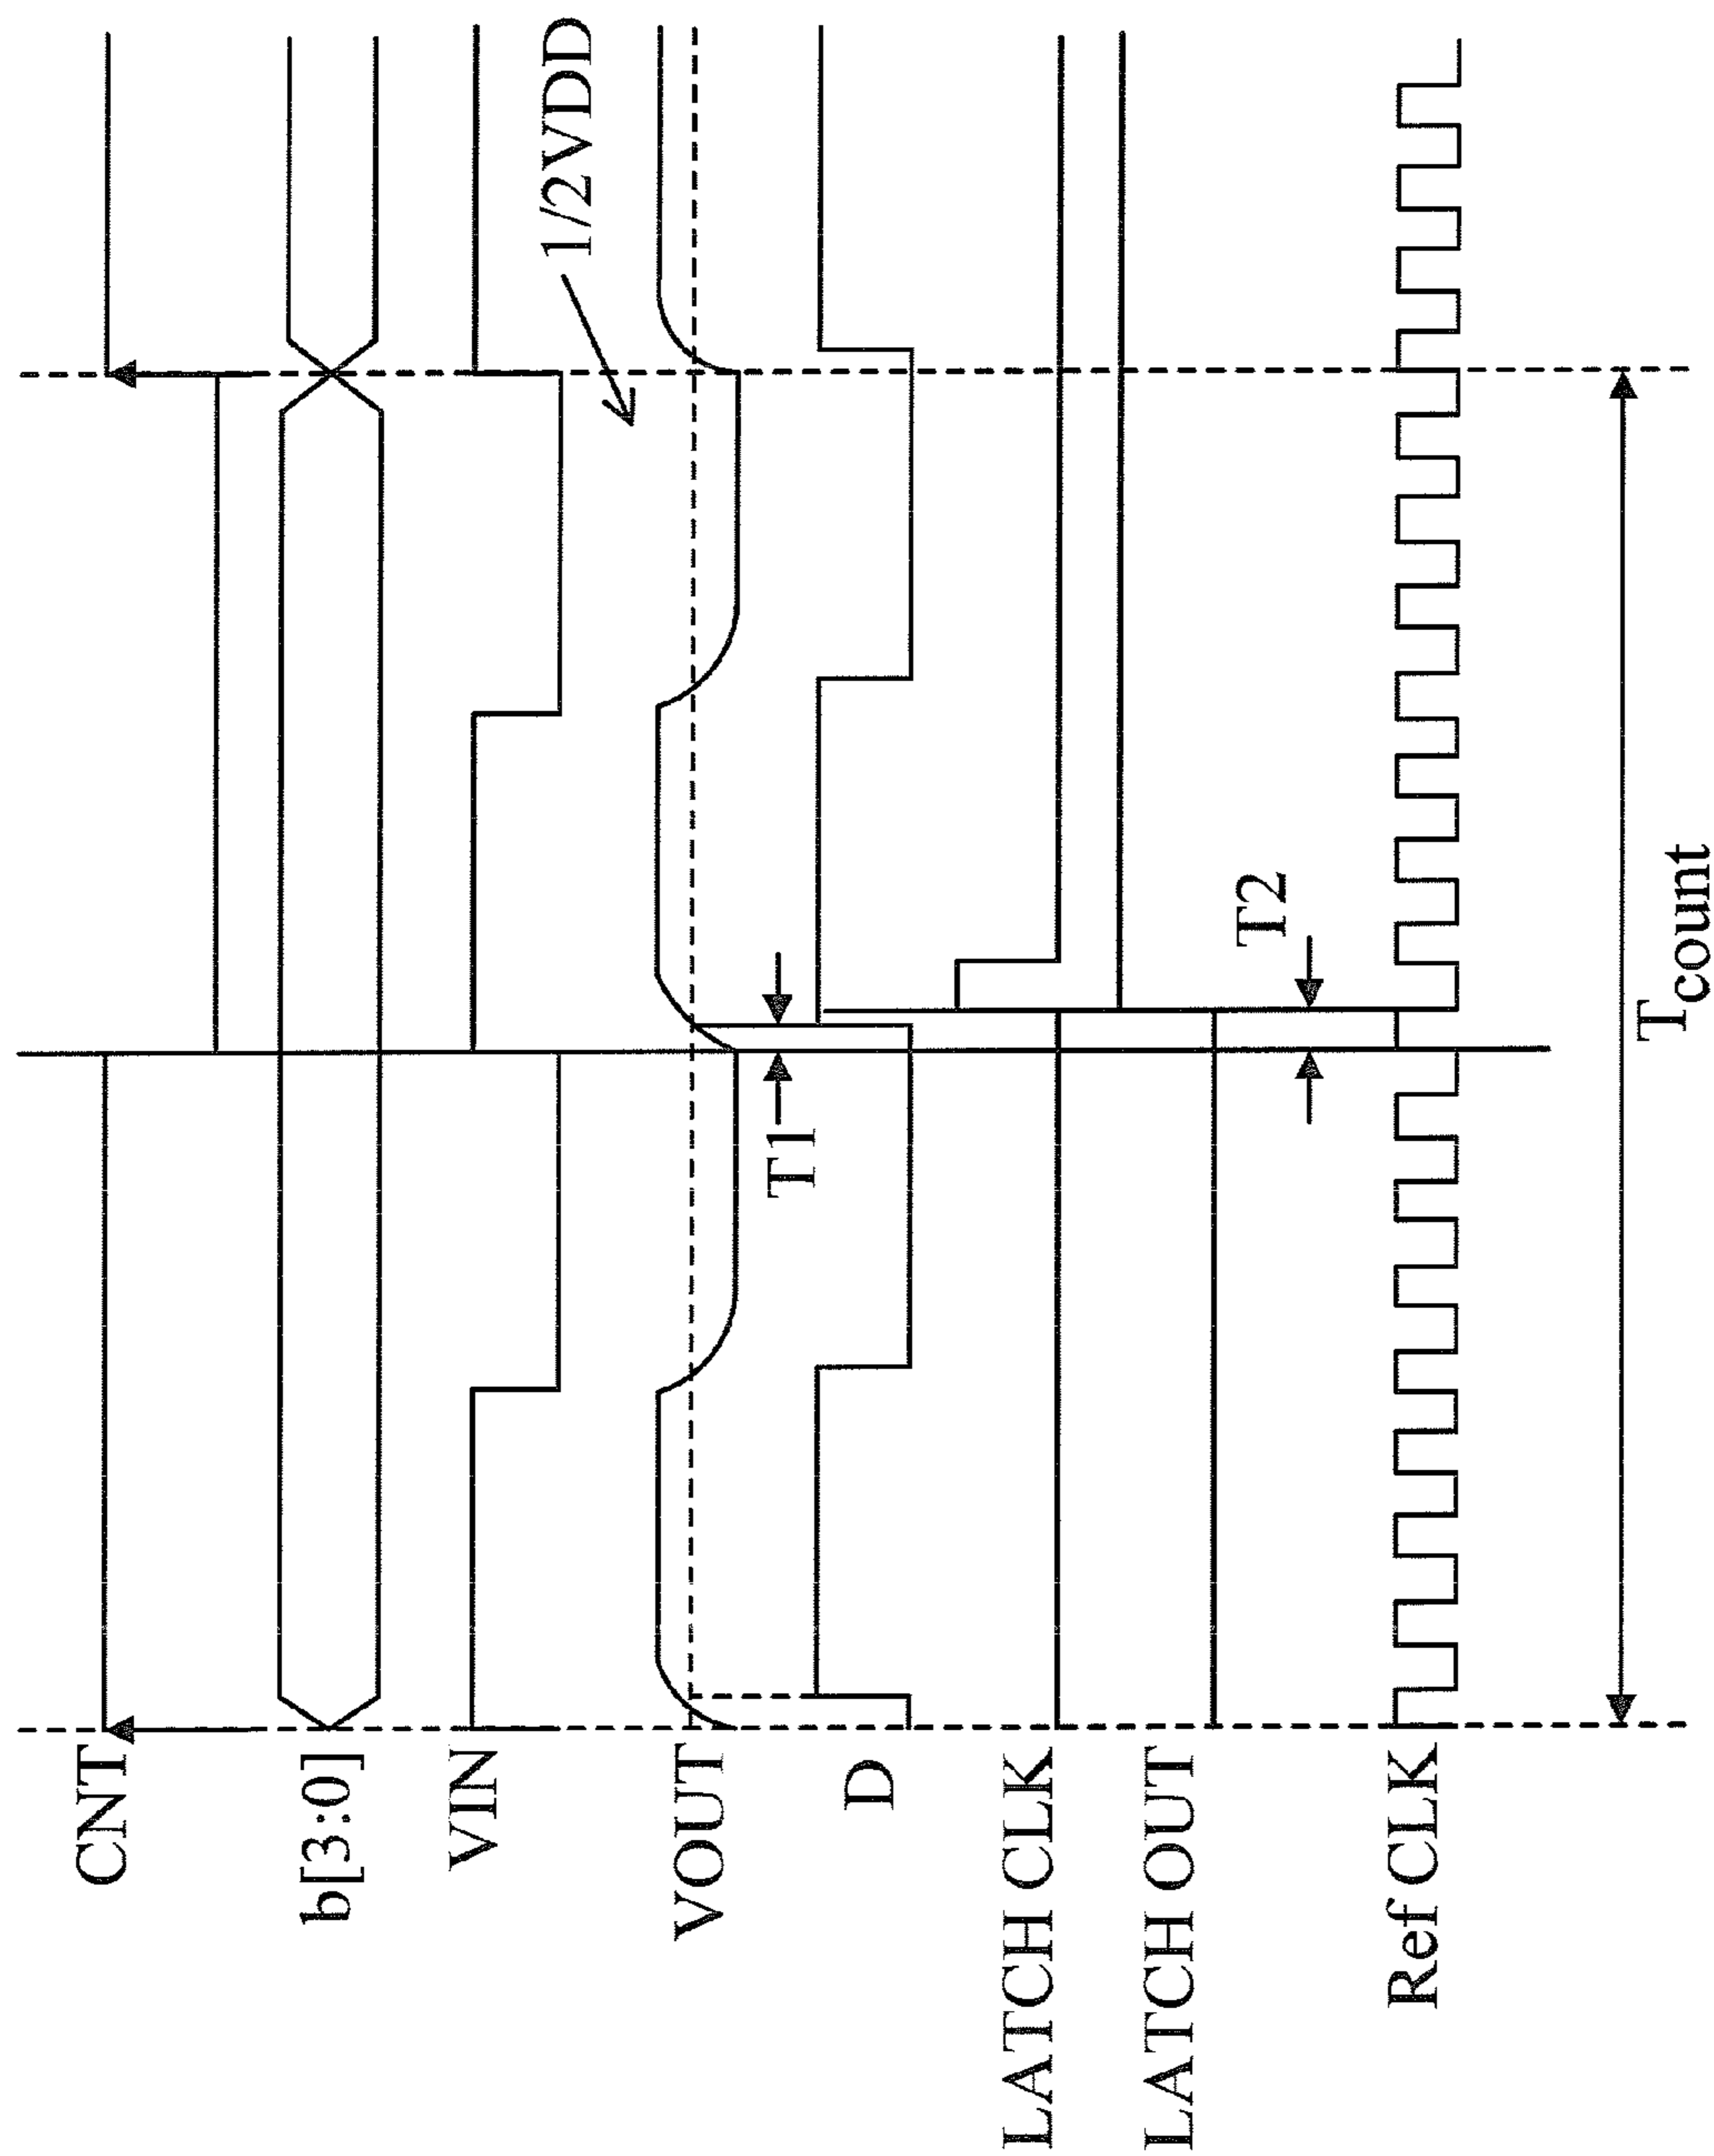 CNT
b[3:0]
VIN
VOUT
1/2VDD
D
T1
LATCH CLK
LATCH OUT
T2
Ref CLK
Tcount